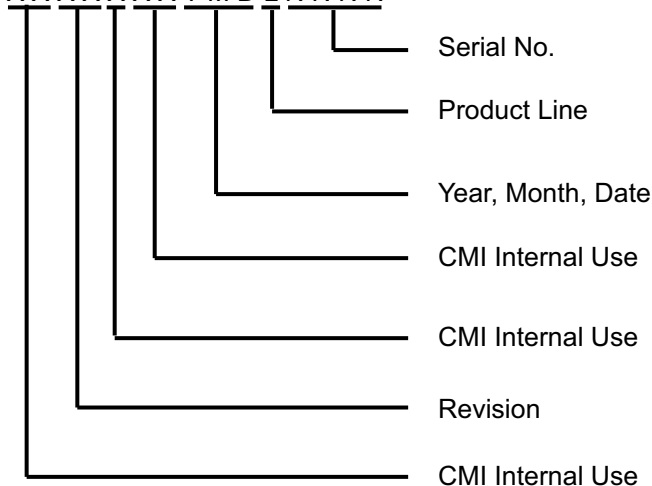 Serial No.
Product Line
Year, Month, Date
CMI Internal Use
CMI Internal Use
Revision
CMI Internal Use